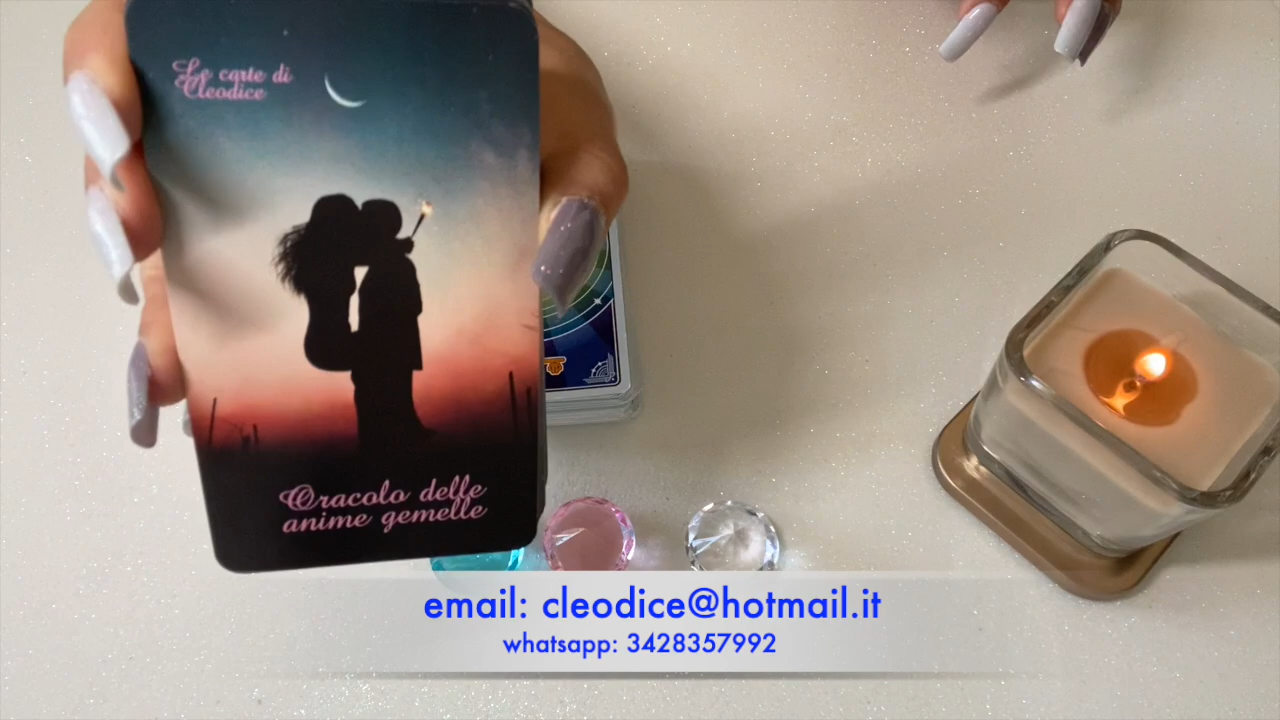 Le carte di
Cleodice
Oracolo delle
anime gemelle
email: cleodice@hotmail.it
whatsapp: 3428357992